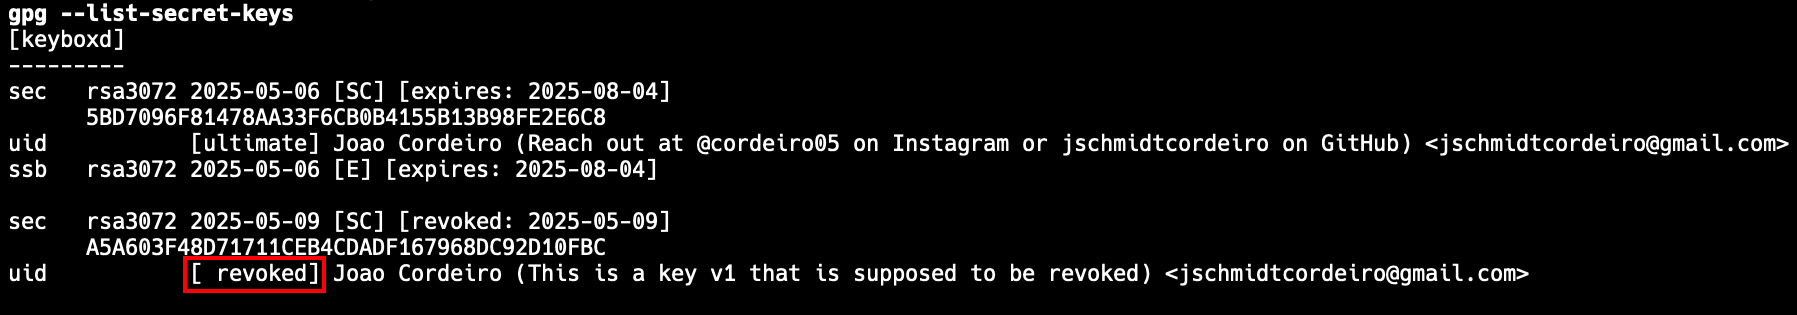 gpg --list-secret-keys
[keyboxd]
---------
sec   rsa3072 2025-05-06 [SC] [expires: 2025-08-04]
      5BD7096F81478AA33F6CB0B4155B13B98FE2E6C8
uid           [ultimate] Joao Cordeiro (Reach out at @cordeiro05 on Instagram or jschmidtcordeiro on GitHub) <jschmidtcordeiro@gmail.com>
ssb   rsa3072 2025-05-06 [E] [expires: 2025-08-04]

sec   rsa3072 2025-05-09 [SC] [revoked: 2025-05-09]
      A5A603F48D71711CEB4CDADF167968DC92D10FBC
uid           [ revoked] Joao Cordeiro (This is a key v1 that is supposed to be revoked) <jschmidtcordeiro@gmail.com>